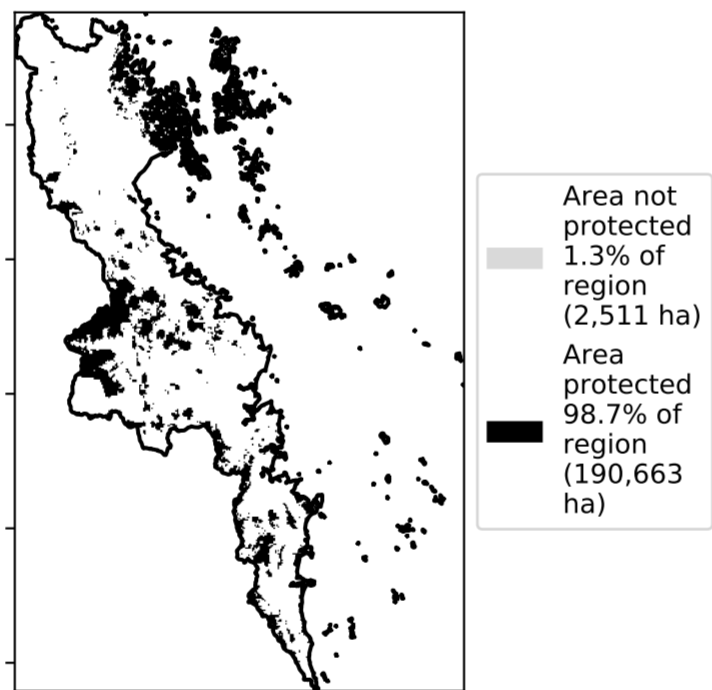 Area not
protected
1.3% of
region
(2,511 ha)
Area
protected
98.7% of
region
(190,663
ha)